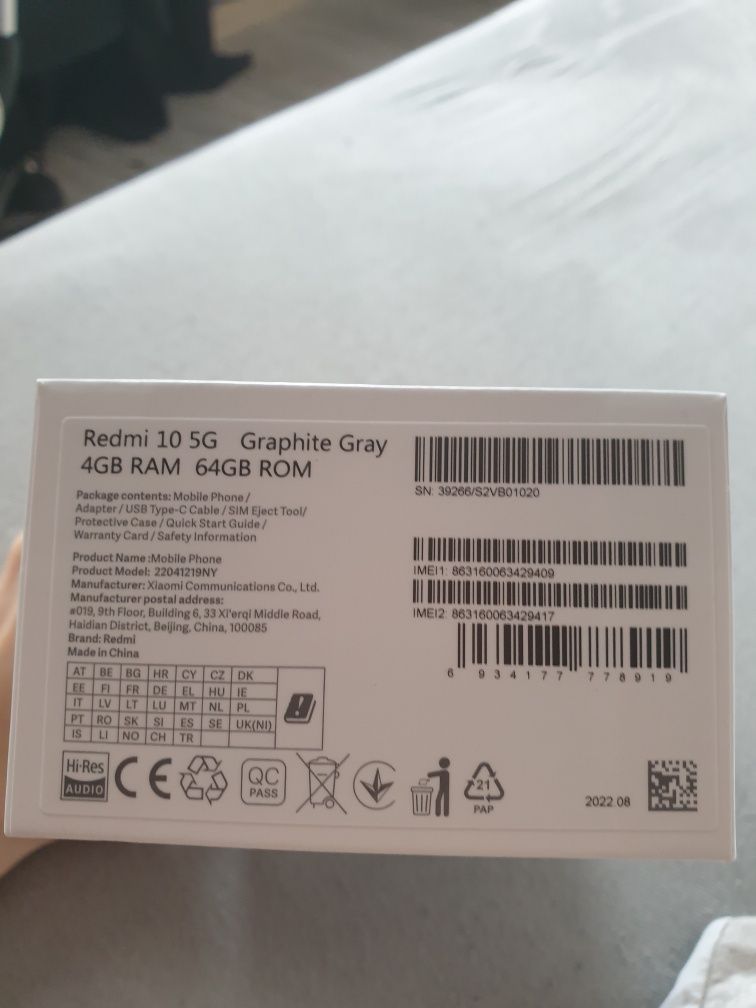 Redmi 10 5G Graphite Gray
4GB RAM 64GB ROM
Package contents: Mobile Phone /
Adapter / USB Type-C Cable / SIM Eject Tool/
Protective Case / Quick Start Guide /
Warranty Card / Safety Information
Product Name :Mobile Phone
Product Model: 22041219NY
Manufacturer: Xiaomi Communications Co., Ltd.
Manufacturer postal address:
#019, 9th Floor, Building 6, 33 Xi'erqi Middle Road,
Haidian District, Beijing, China, 100085
Brand: Redmi
Made in China
AT BE BG HR CY CZ DK
EE FI FR DE EL HU IE
IT LV LT LU MT NL PL
PT RO SK SI ES SE UK(NI)
IS LI NO CH TR
SN: 39266/S2VB01020
IMEI1: 863160063429409
IMEI2: 863160063429417
6 934177 778919
Hi-Res
AUDIO
CE
QC
PASS
21
PAP
2022.08